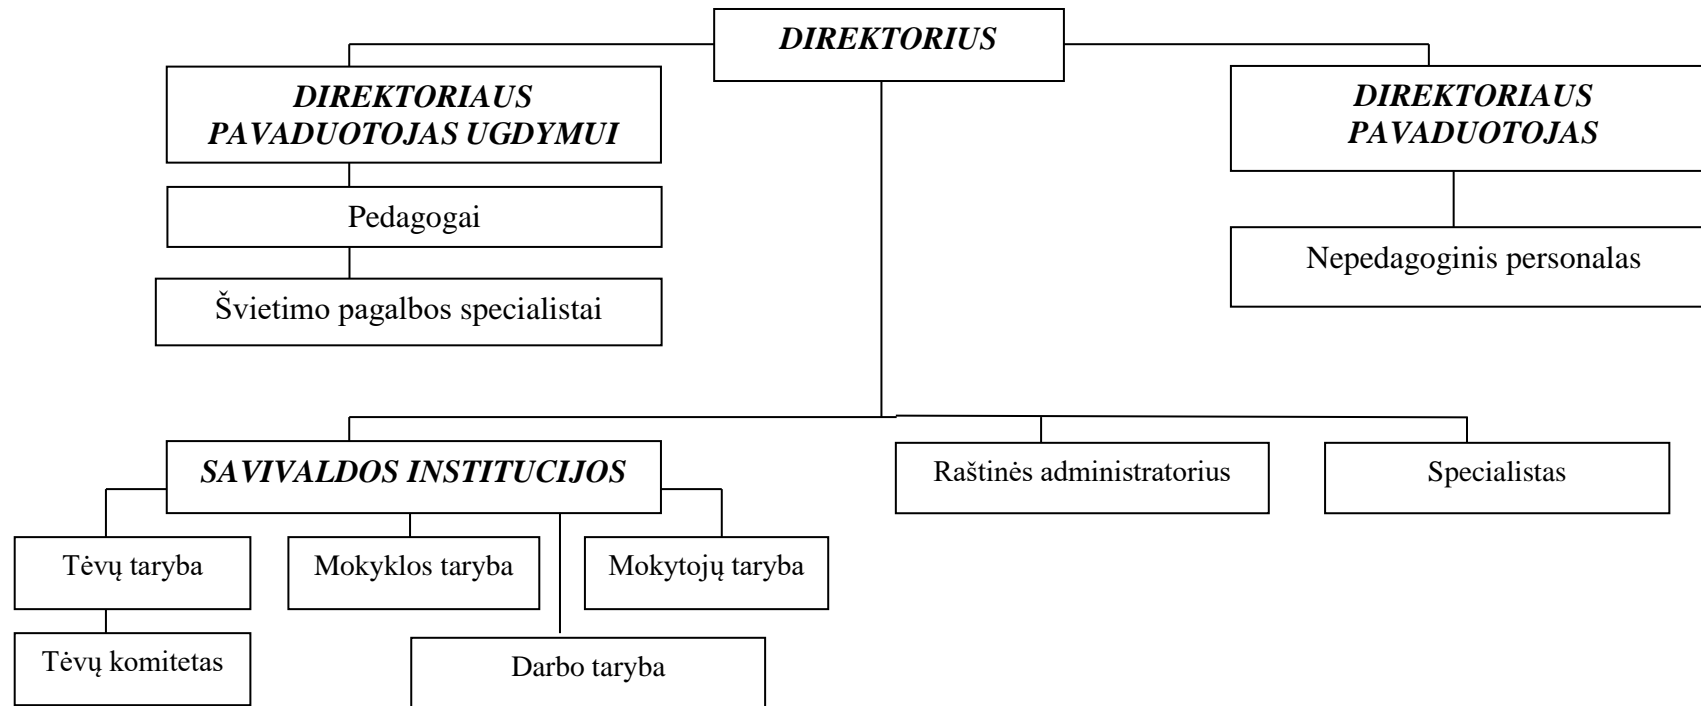 DIREKTORIUS
DIREKTORIAUS
PAVADUOTOJAS UGDYMUI
DIREKTORIAUS
PAVADUOTOJAS
Pedagogai
Nepedagoginis personalas
Švietimo pagalbos specialistai
SAVIVALDOS INSTITUCIJOS
Raštinės administratorius
Specialistas
Tėvų taryba
Mokyklos taryba
Mokytojų taryba
Tėvų komitetas
Darbo taryba